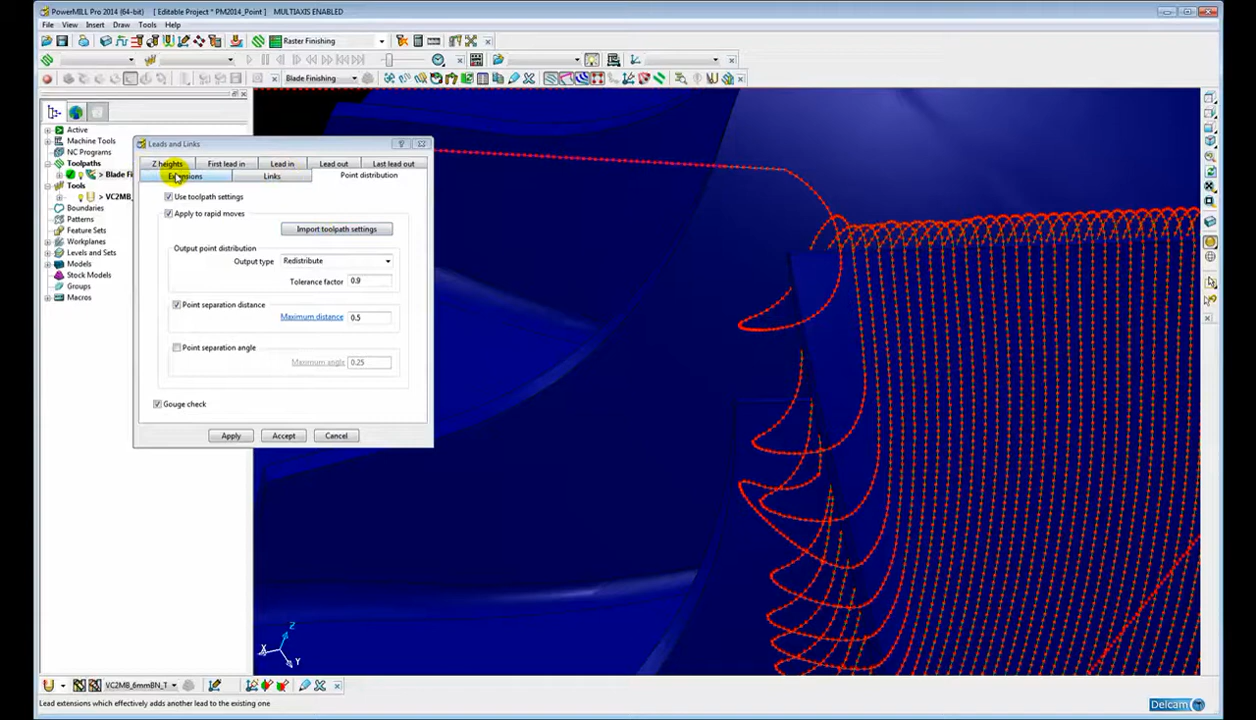 PowerMILL Pro 2014 (64-bit)    [ Editable Project * PM2014_Point ]    MULTIAXIS ENABLED
File View Insert Draw Tools Help
Raster Finishing
Blade Finishing
Active
Machine Tools
NC Programs
Toolpaths
> Blade Fi
Tools
> VC2MB_
Boundaries
Patterns
Feature Sets
Workplanes
Levels and Sets
Models
Stock Models
Groups
Macros
Leads and Links
Z heights First lead in Lead in Lead out Last lead out
Extensions Links Point distribution
Use toolpath settings
Apply to rapid moves
Import toolpath settings
Output point distribution
Output type Redistribute
Tolerance factor 0.9
Point separation distance
Maximum distance 0.5
Point separation angle
Maximum angle 0.25
Gouge check
Apply Accept Cancel
Z
X
Y
VC2MB_6mmBN_T
Lead extensions which effectively adds another lead to the existing one
Delcam